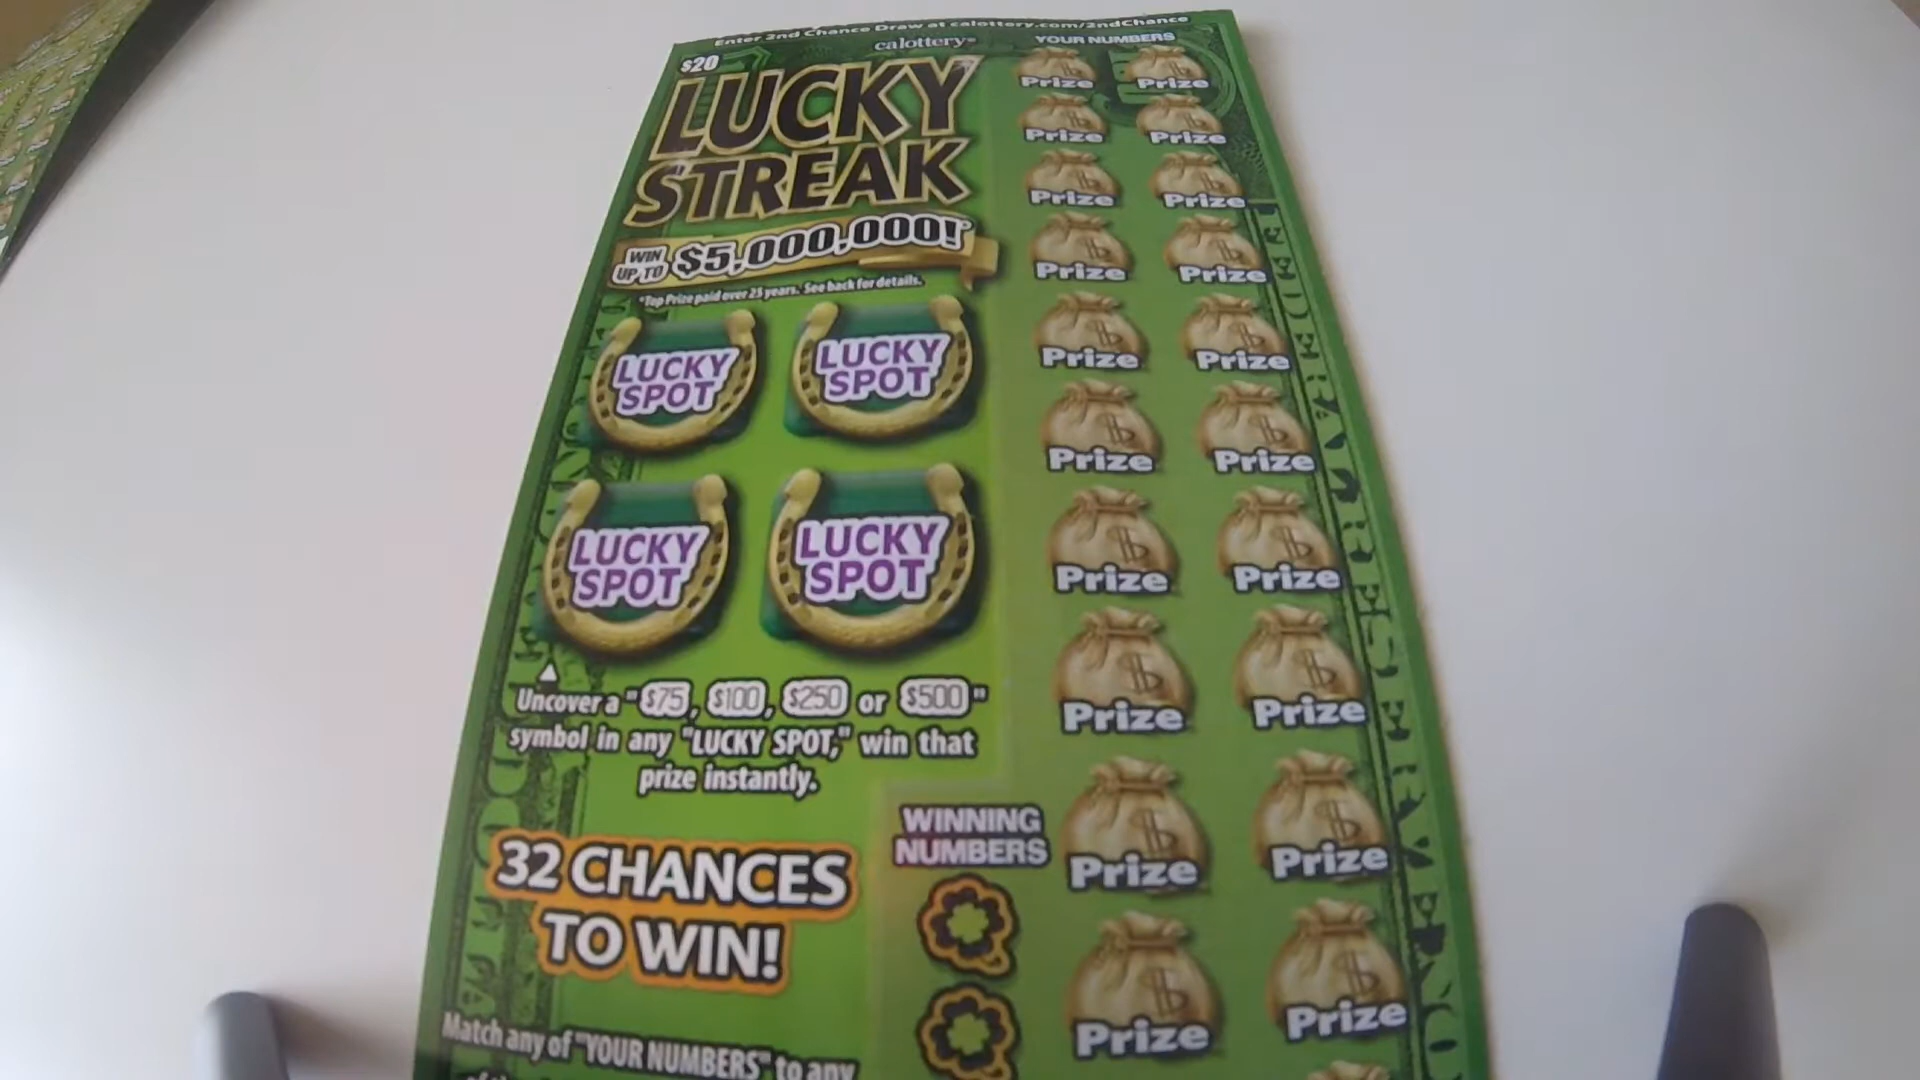 Enter 2nd Chance Draw at calottery.com/2ndChance
$20
calottery
YOUR NUMBERS
LUCKY
STREAK
WIN
UP TO
$5,000,000!*
*Top Prize paid over 25 years. See back for details.
LUCKY
SPOT
LUCKY
SPOT
LUCKY
SPOT
LUCKY
SPOT
Uncover a "$75, $100, $250 or $500"
symbol in any "LUCKY SPOT," win that
prize instantly.
32 CHANCES
TO WIN!
WINNING
NUMBERS
Match any of "YOUR NUMBERS" to any
Prize Prize
Prize Prize
Prize Prize
Prize Prize
Prize Prize
Prize Prize
Prize Prize
Prize Prize
Prize Prize
Prize Prize